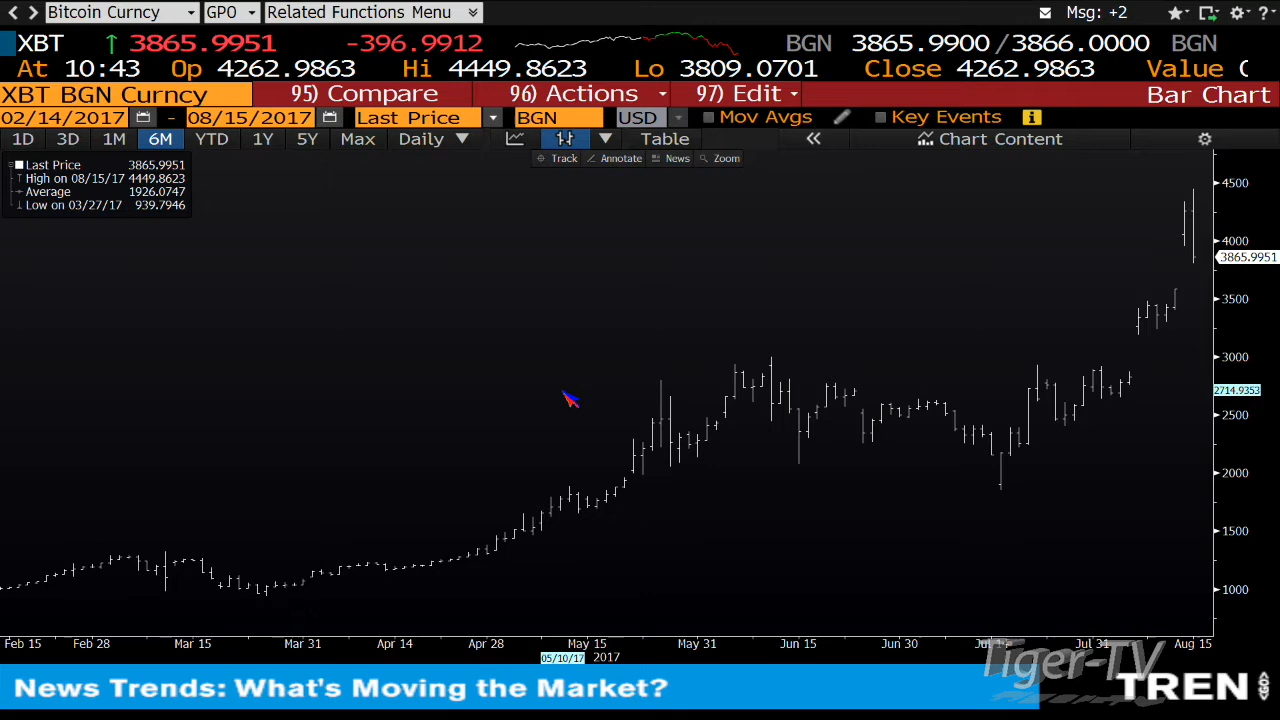 Bitcoin Curncy GPO Related Functions Menu Msg: +2 ?
XBT ↑ 3865.9951 -396.9912 BGN 3865.9900 / 3866.0000 BGN
At 10:43 Op 4262.9863 Hi 4449.8623 Lo 3809.0701 Close 4262.9863 Value
XBT BGN Curncy 95) Compare 96) Actions 97) Edit Bar Chart
02/14/2017 - 08/15/2017 Last Price BGN USD Mov Avgs Key Events i
1D 3D 1M 6M YTD 1Y 5Y Max Daily Table Chart Content
Track Annotate News Zoom
Last Price 3865.9951
High on 08/15/17 4449.8623
Average 1926.0747
Low on 03/27/17 939.7946
4500
4000
3865.9951
3500
3000
2714.9353
2500
2000
1500
1000
Feb 15 Feb 28 Mar 15 Mar 31 Apr 14 Apr 28 May 15 May 31 Jun 15 Jun 30 Jul 31 Aug 15
05/10/17 2017
Tiger-TV
News Trends: What's Moving the Market? TREN